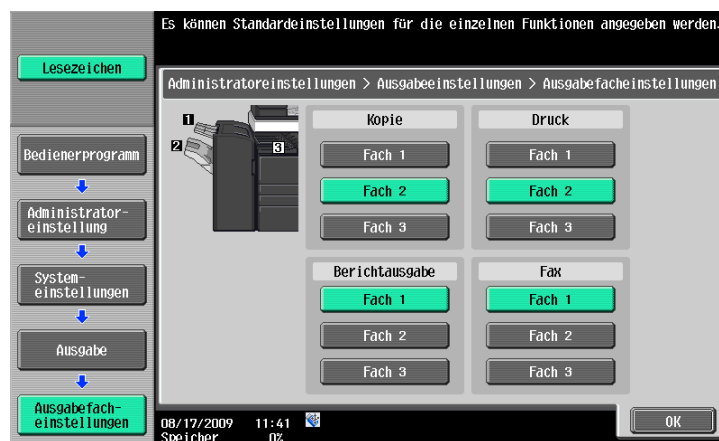 Es können Standardeinstellungen für die einzelnen Funktionen angegeben werden.
Lesezeichen
Administratoreinstellungen > Ausgabeeinstellungen > Ausgabefacheinstellungen
1
2
3
Kopie
Druck
Fach 1
Fach 1
Fach 2
Fach 2
Fach 3
Fach 3
Bedienerprogramm
Administrator-
einstellung
System-
einstellungen
Ausgabe
Ausgabefach-
einstellungen
Berichtausgabe
Fax
Fach 1
Fach 1
Fach 2
Fach 2
Fach 3
Fach 3
08/17/2009 11:41
Speicher 0%
OK